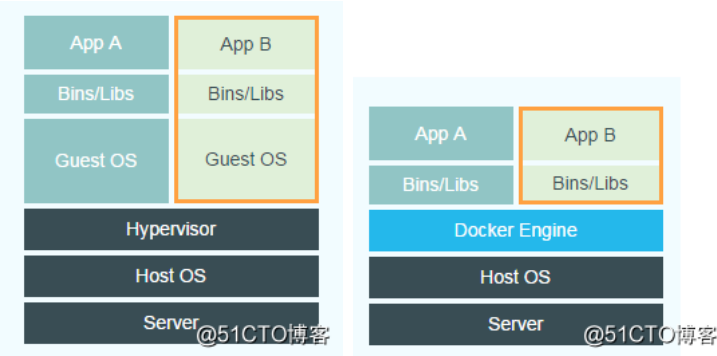 App A
App B
Bins/Libs
Bins/Libs
Guest OS
Guest OS
Hypervisor
Host OS
Server
@51CTO博客
App A
App B
Bins/Libs
Bins/Libs
Docker Engine
Host OS
Server
@51CTO博客